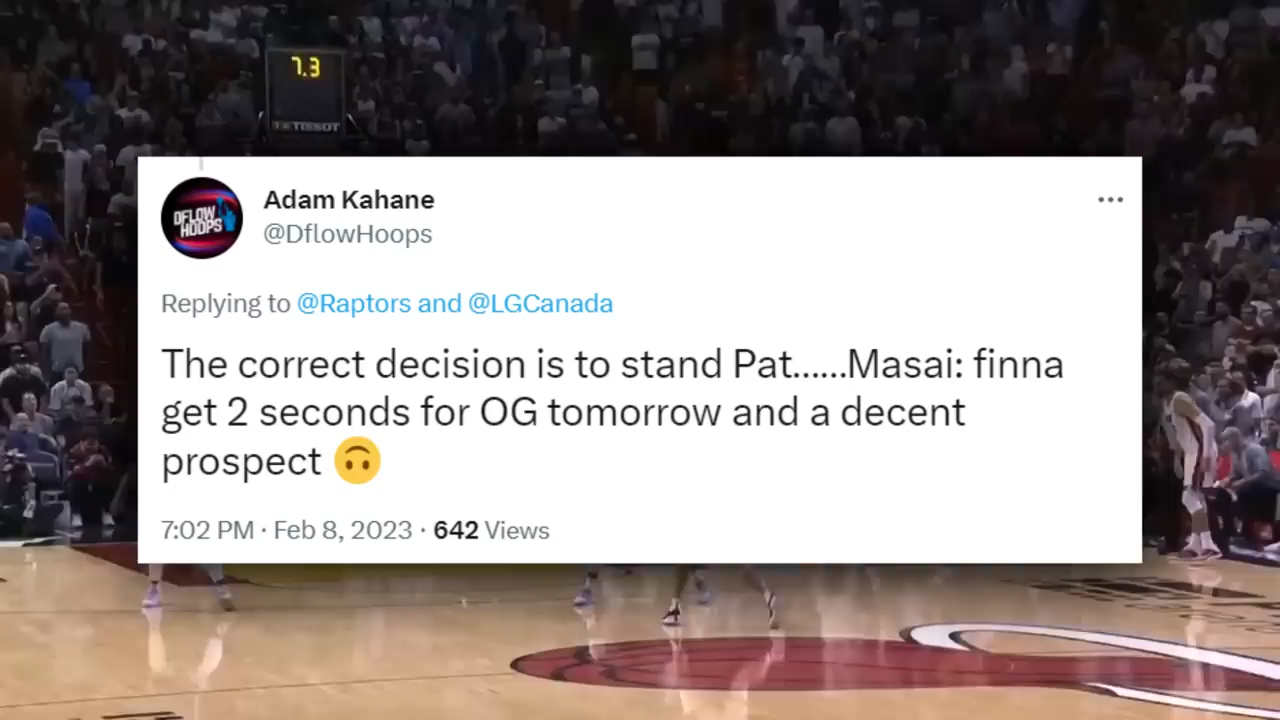 7.3
TISSOT
DFLOW
HOOPS
Adam Kahane
@DflowHoops
Replying to @Raptors and @LGCanada
The correct decision is to stand Pat......Masai: finna
get 2 seconds for OG tomorrow and a decent
prospect 🙃
7:02 PM · Feb 8, 2023 · 642 Views